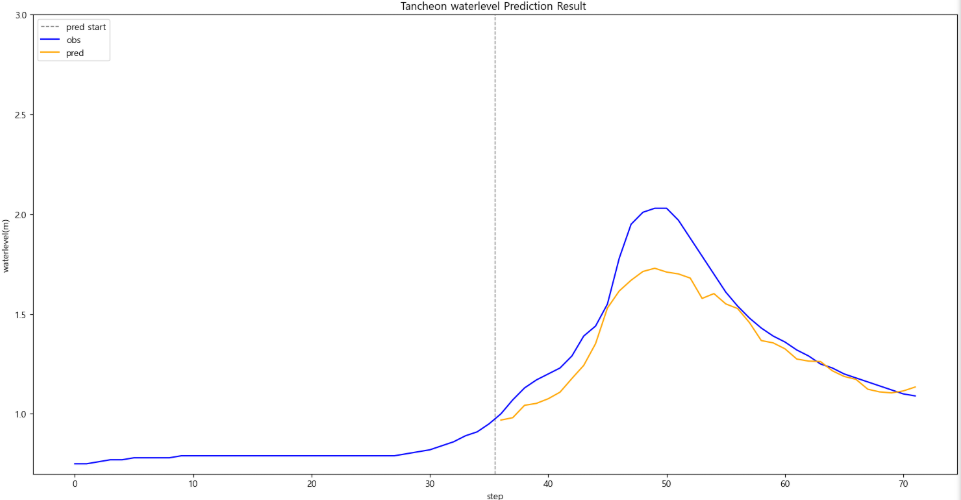 Tancheon waterlevel Prediction Result
pred start
obs
pred
waterlevel(m)
3.0
2.5
2.0
1.5
1.0
0 10 20 30 40 50 60 70
step